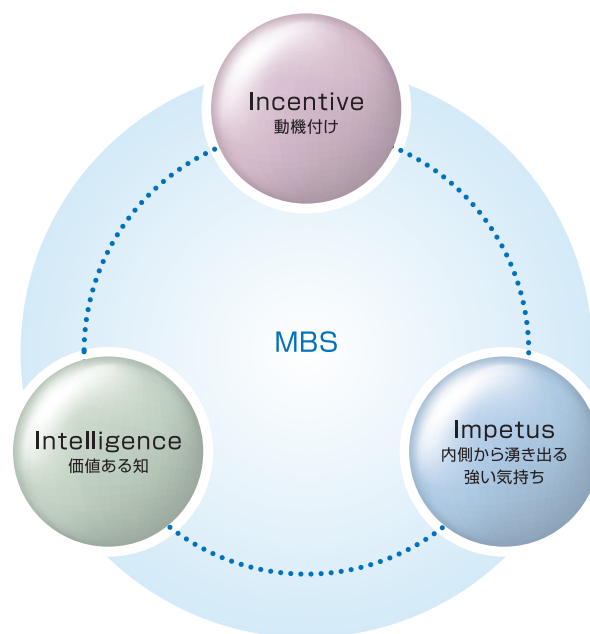 Incentive
動機付け
MBS
Intelligence
価値ある知
Impetus
内側から湧き出る
強い気持ち